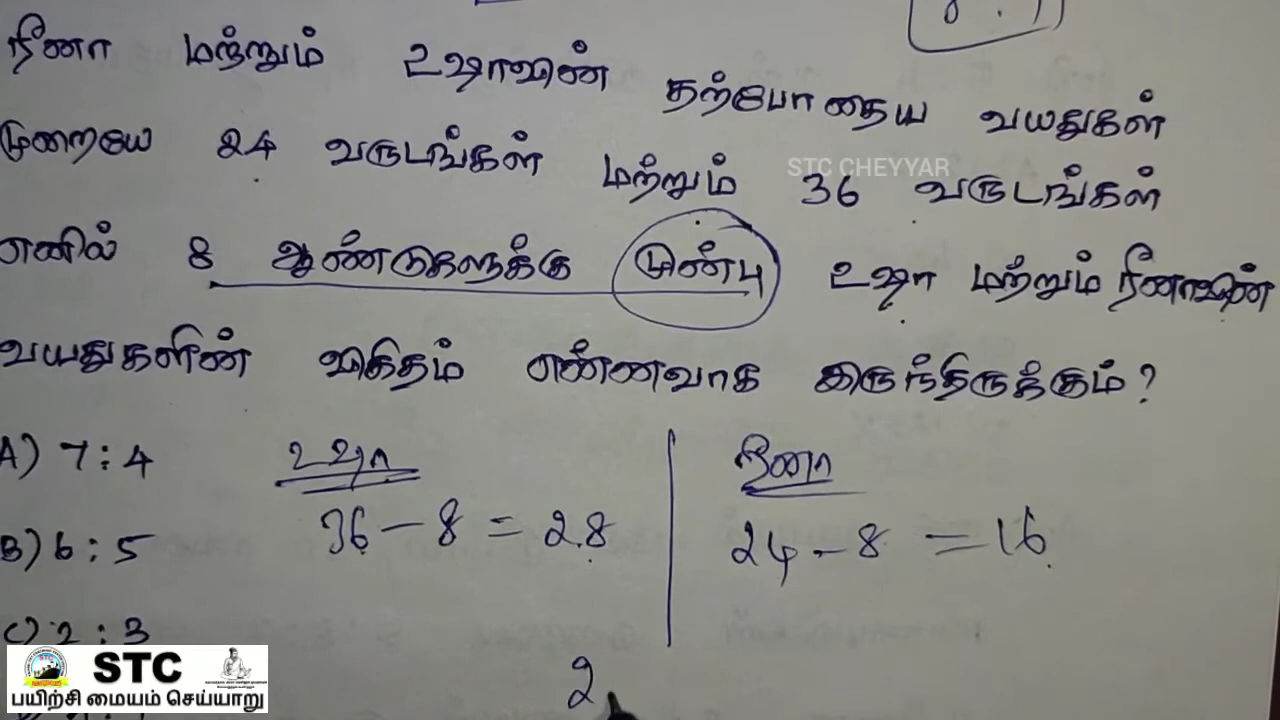 8 : 11
நீனா மற்றும் உஷாவின் தற்போதைய வயதுகள்
முறையே 24 வருடங்கள் மற்றும் 36 வருடங்கள்
STC CHEYYAR
எனில் 8 ஆண்டுகளுக்கு முன்பு உஷா மற்றும் நீனாவின்
வயதுகளின் விகிதம் என்னவாக இருந்திருக்கும்?
A) 7:4
உஷா
நீனா
36 - 8 = 28
24 - 8 = 16
B) 6:5
C) 2:3
2
STC
பயிற்சி மையம் செய்யாறு